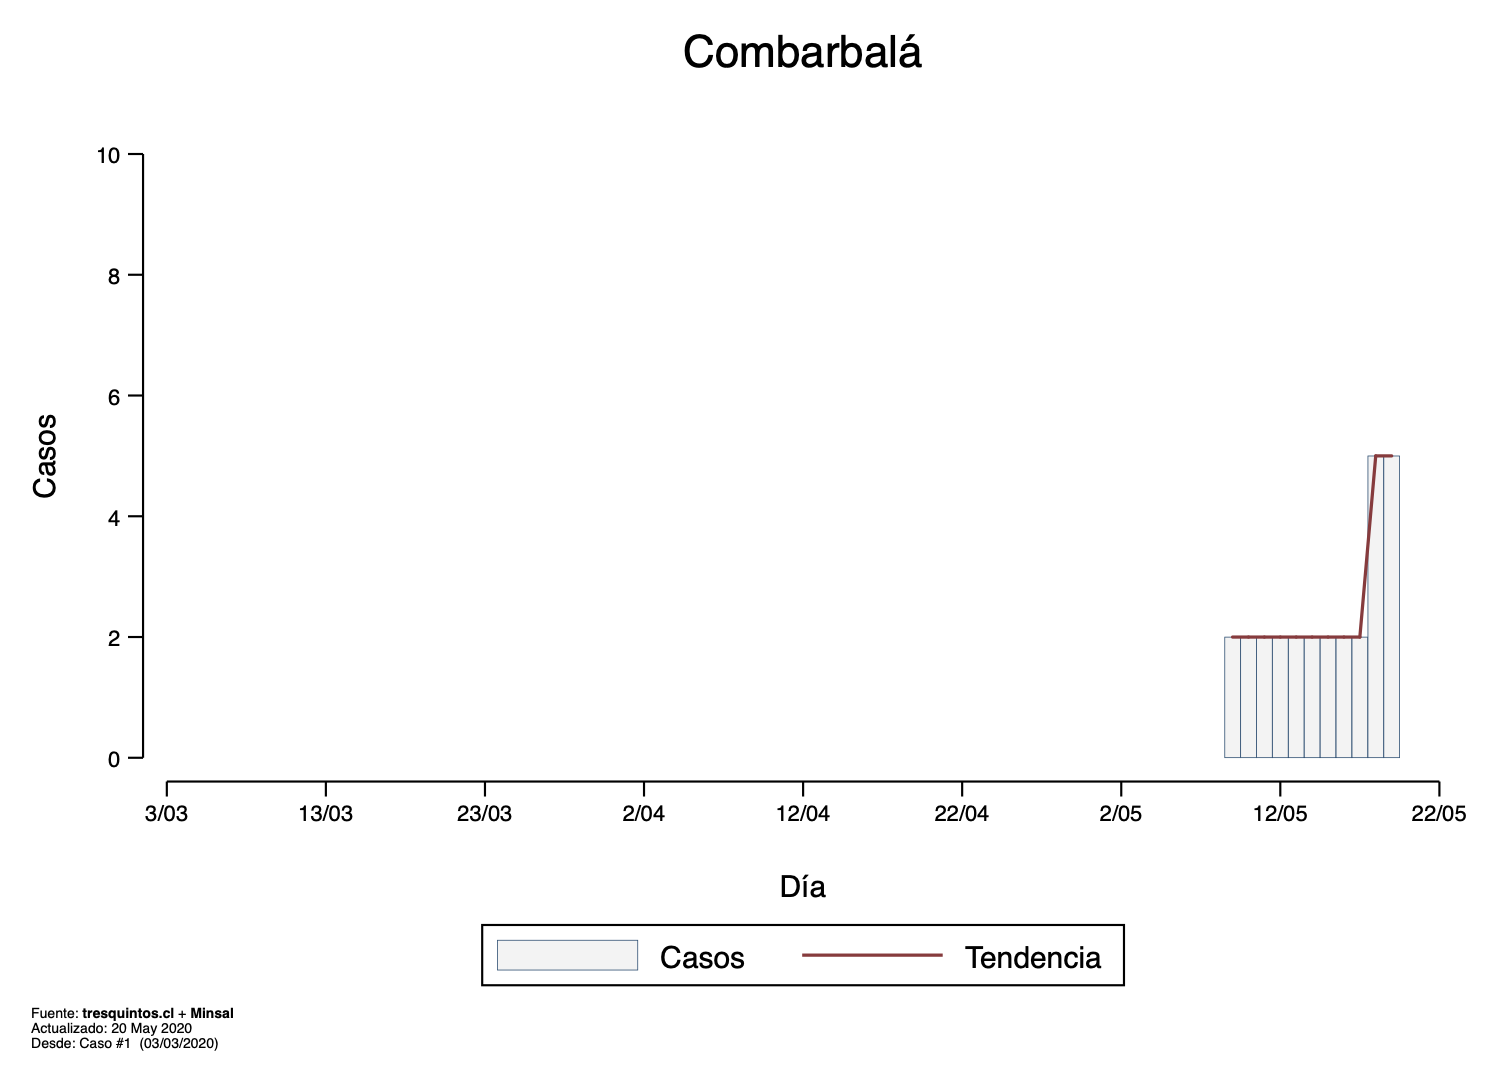 Combarbalá
10
8
6
4
2
0
Casos
3/03 13/03 23/03 2/04 12/04 22/04 2/05 12/05 22/05
Día
Casos Tendencia
Fuente: tresquintos.cl + Minsal
Actualizado: 20 May 2020
Desde: Caso #1 (03/03/2020)